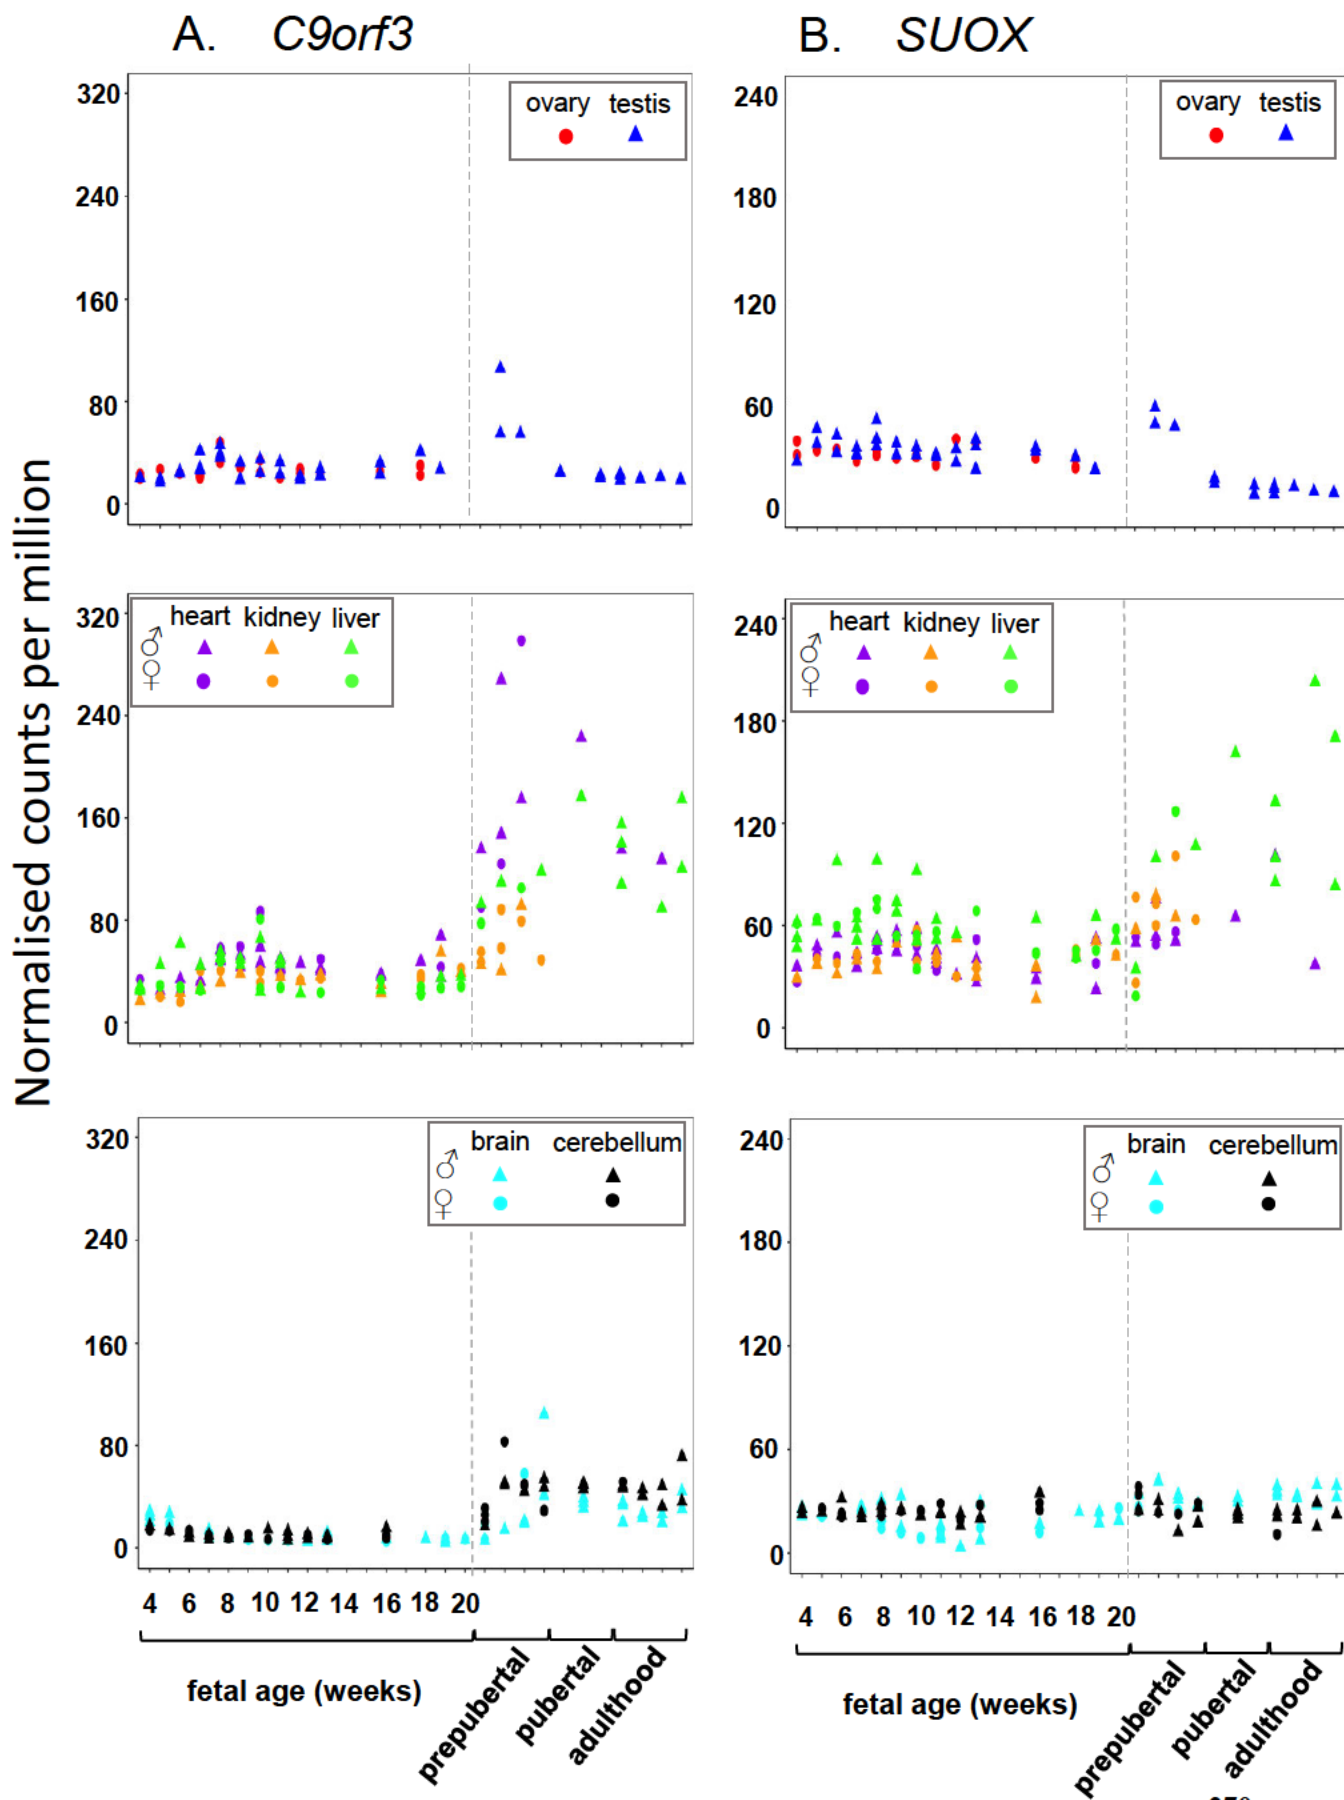 A. C9orf3
B. SUOX
Normalised counts per million
320
240
160
80
0
ovary testis
240
180
120
60
0
ovary testis
320
240
160
80
0
heart kidney liver
♂
♀
240
180
120
60
0
heart kidney liver
♂
♀
320
240
160
80
0
brain cerebellum
♂
♀
4 6 8 10 12 14 16 18 20
fetal age (weeks)
prepubertal
pubertal
adulthood
240
180
120
60
0
brain cerebellum
♂
♀
4 6 8 10 12 14 16 18 20
fetal age (weeks)
prepubertal
pubertal
adulthood